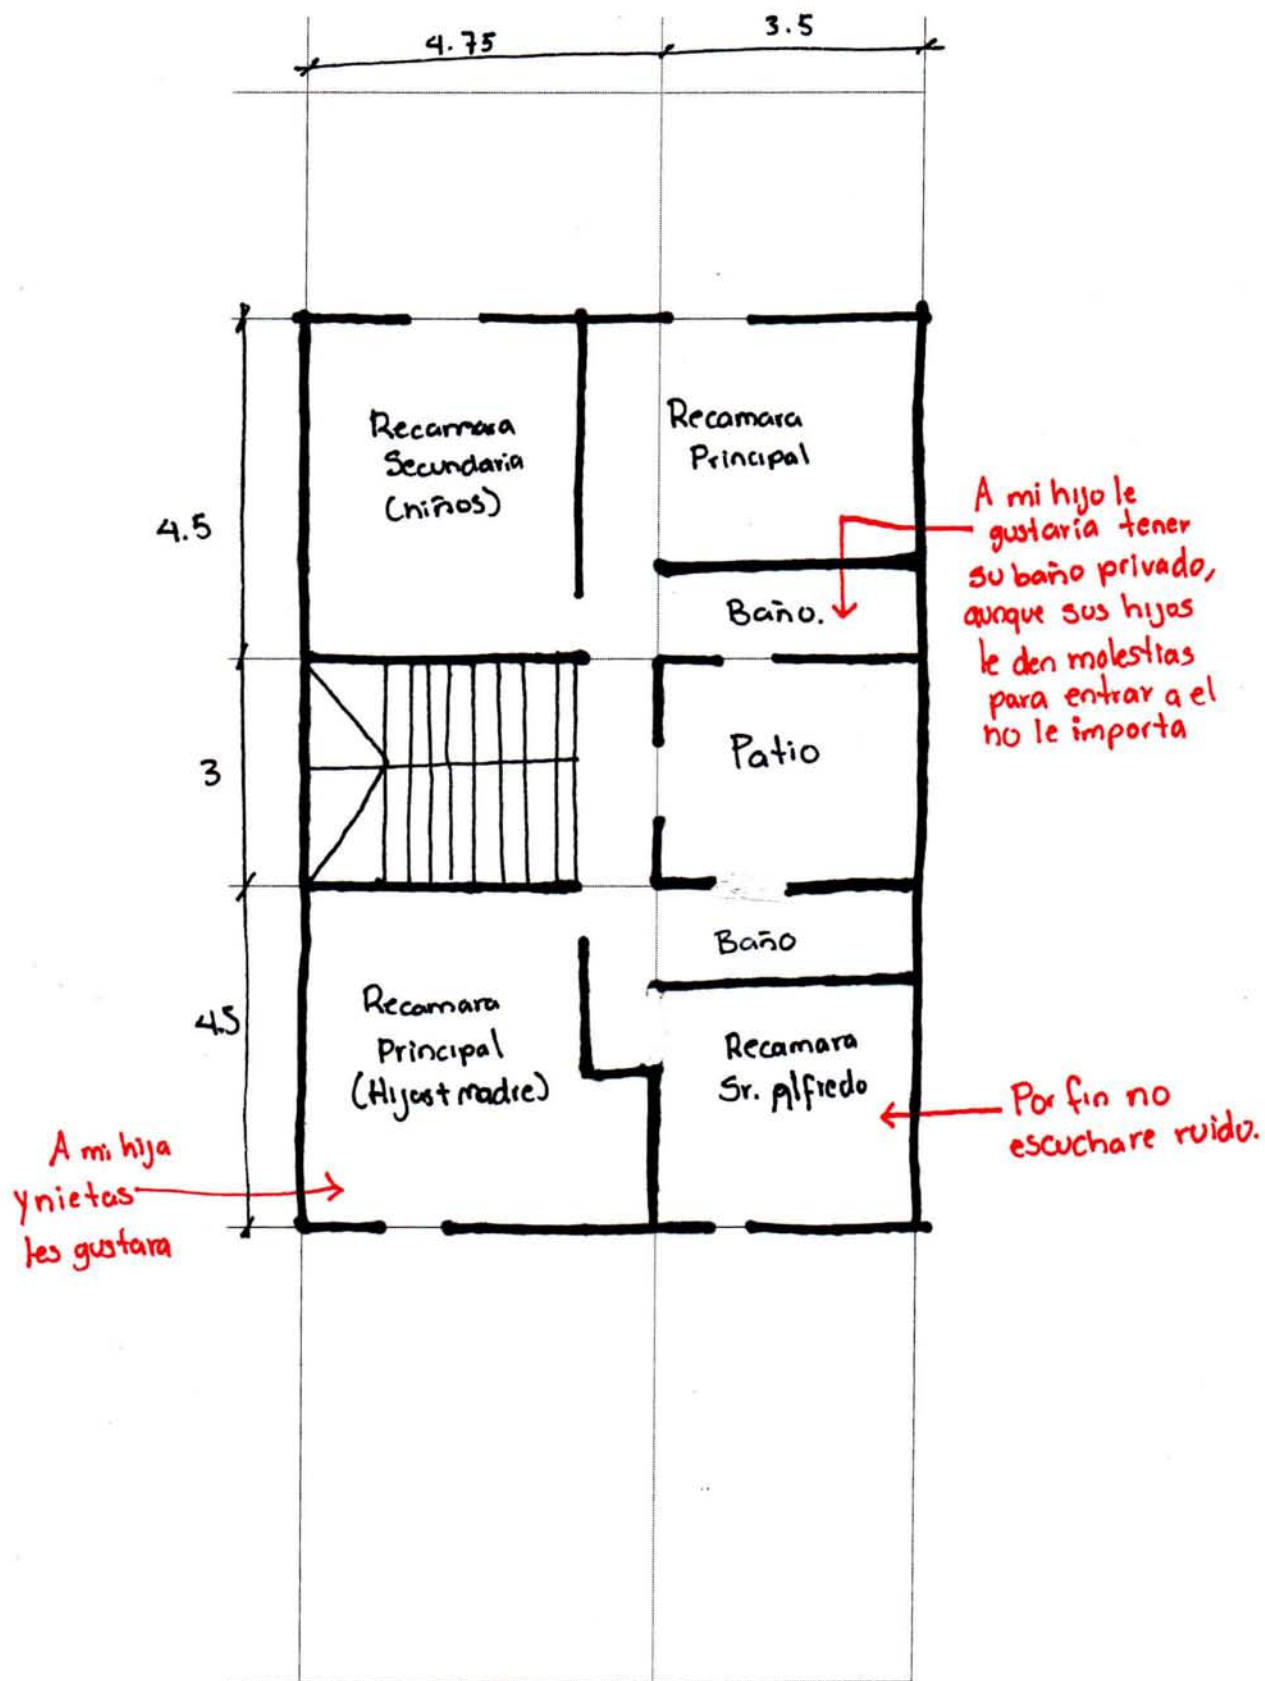 4.75
3.5
Recamara
Secundaria
(niños)
Recamara
Principal
4.5
A mi hijo le
gustaría tener
su baño privado,
aunque sus hijos
le den molestias
para entrar a el
no le importa
Baño.
3
Patio
Baño
4.5
Recamara
Principal
(Hijas+madre)
Recamara
Sr. Alfredo
Por fin no
escuchare ruido.
A mi hija
y nietas
les gustara